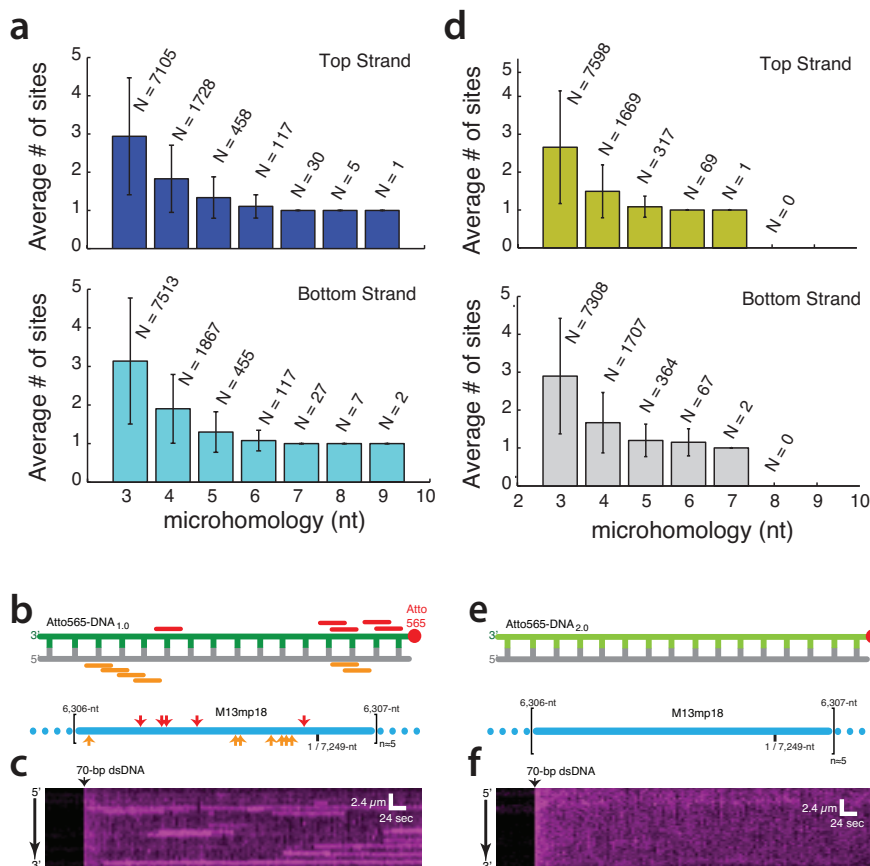 a
Top Strand
Average # of sites
5
4
3
2
1
0
N = 7105
N = 1728
N = 458
N = 117
N = 30
N = 5
N = 1
Bottom Strand
Average # of sites
5
4
3
2
1
0
N = 7513
N = 1867
N = 455
N = 117
N = 27
N = 7
N = 2
3 4 5 6 7 8 9 10
microhomology (nt)
d
Top Strand
Average # of sites
5
4
3
2
1
0
N = 7598
N = 1669
N = 317
N = 69
N = 1
N = 0
Bottom Strand
Average # of sites
5
4
3
2
1
0
N = 7308
N = 1707
N = 364
N = 67
N = 2
N = 0
2 3 4 5 6 7 8 9 10
microhomology (nt)
b
Atto565-DNA1.0
Atto
565
3'
5'
6,306-nt
M13mp18
6,307-nt
1 / 7,249-nt
n≈5
c
70-bp dsDNA
5'
3'
2.4 µm
24 sec
e
Atto565-DNA2.0
3'
5'
6,306-nt
M13mp18
6,307-nt
1 / 7,249-nt
n≈5
f
70-bp dsDNA
5'
3'
2.4 µm
24 sec